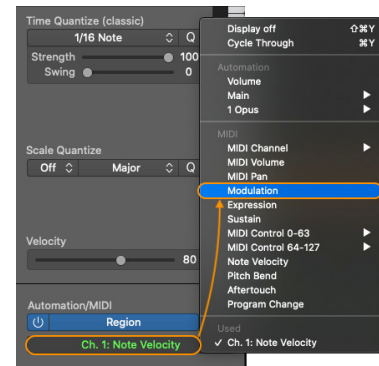 Time Quantize (classic)
1/16 Note Q
Strength 100
Swing 0
Scale Quantize
Off Major Q
Velocity
80
Automation/MIDI
Region
Ch. 1: Note Velocity
Display off ⇧⌘Y
Cycle Through ⌘Y
Automation
Volume
Main
1 Opus
MIDI
MIDI Channel
MIDI Volume
MIDI Pan
Modulation
Expression
Sustain
MIDI Control 0-63
MIDI Control 64-127
Note Velocity
Pitch Bend
Aftertouch
Program Change
Used
✓ Ch. 1: Note Velocity